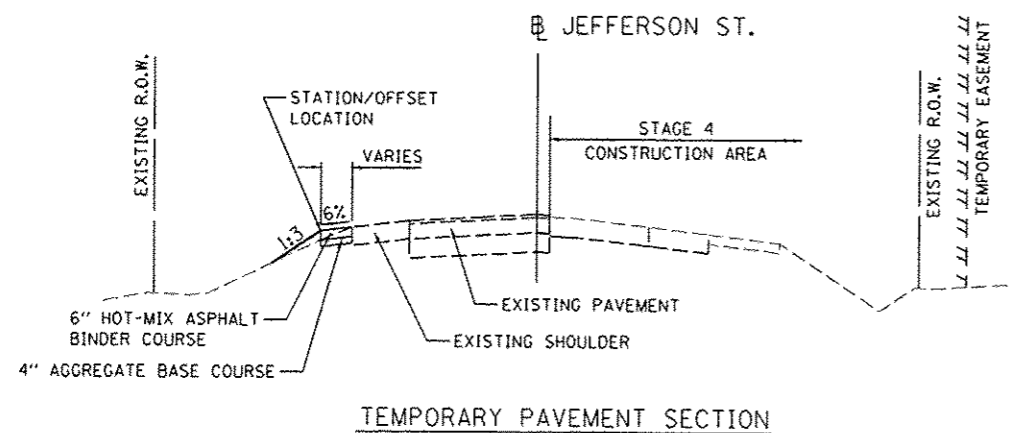 ℄ JEFFERSON ST.
EXISTING R.O.W.
STATION/OFFSET
LOCATION
VARIES
6%
1:3
STAGE 4
CONSTRUCTION AREA
EXISTING R.O.W.
TEMPORARY EASEMENT
6" HOT-MIX ASPHALT
BINDER COURSE
4" AGGREGATE BASE COURSE
EXISTING PAVEMENT
EXISTING SHOULDER
TEMPORARY PAVEMENT SECTION